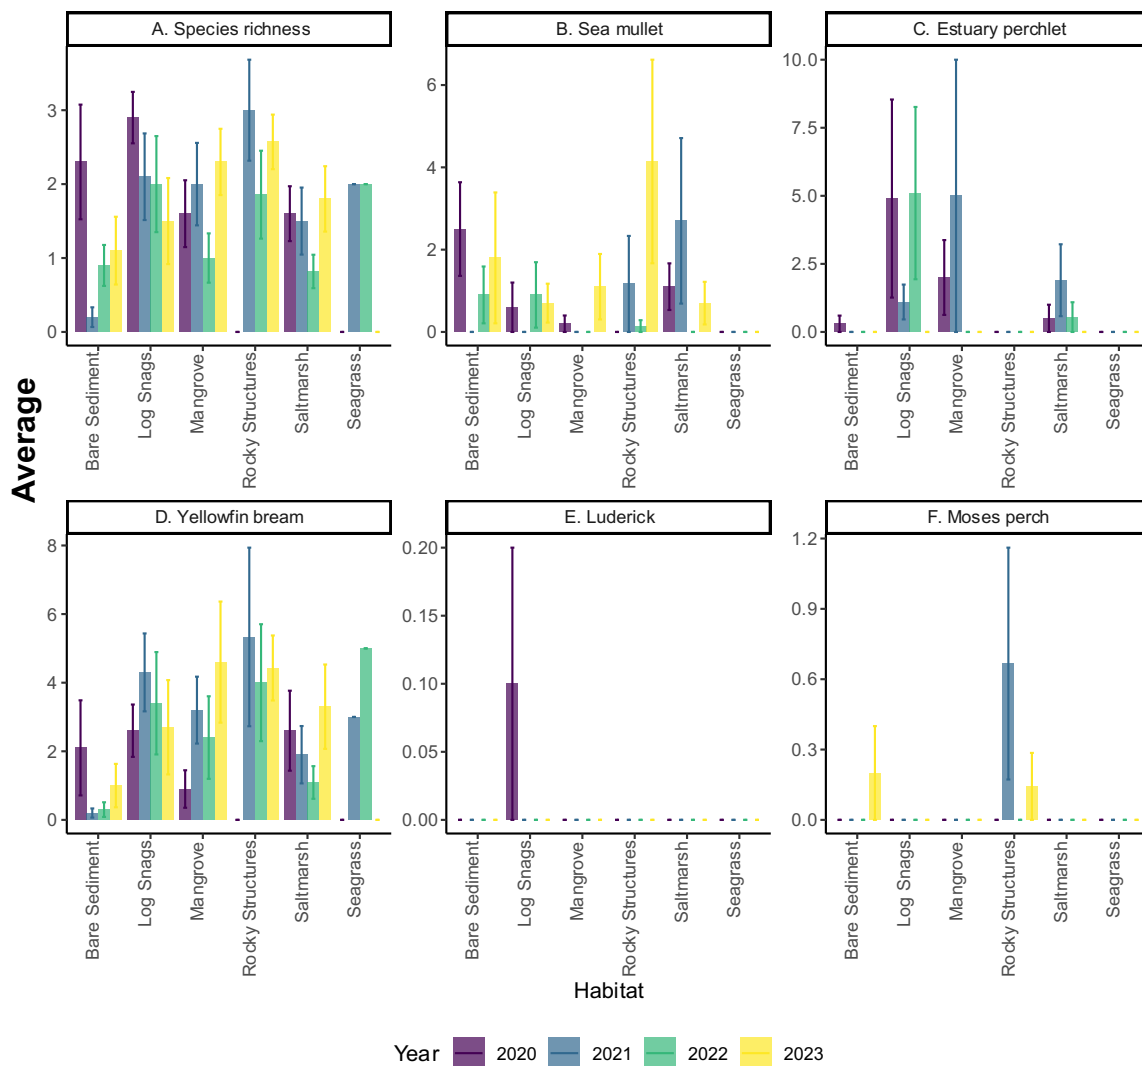 A. Species richness
B. Sea mullet
C. Estuary perchlet
3
2
1
0
6
4
2
0
10.0
7.5
5.0
2.5
0.0
Bare Sediment.
Log Snags.
Mangrove
Rocky Structures.
Saltmarsh
Seagrass.
Bare Sediment.
Log Snags.
Mangrove
Rocky Structures.
Saltmarsh
Seagrass.
Bare Sediment.
Log Snags.
Mangrove
Rocky Structures.
Saltmarsh
Seagrass.
Average
D. Yellowfin bream
E. Luderick
F. Moses perch
8
6
4
2
0
0.20
0.15
0.10
0.05
0.00
1.2
0.9
0.6
0.3
0.0
Bare Sediment.
Log Snags.
Mangrove
Rocky Structures.
Saltmarsh
Seagrass.
Bare Sediment.
Log Snags.
Mangrove
Rocky Structures.
Saltmarsh
Seagrass.
Bare Sediment.
Log Snags.
Mangrove
Rocky Structures.
Saltmarsh
Seagrass.
Habitat
Year 2020 2021 2022 2023